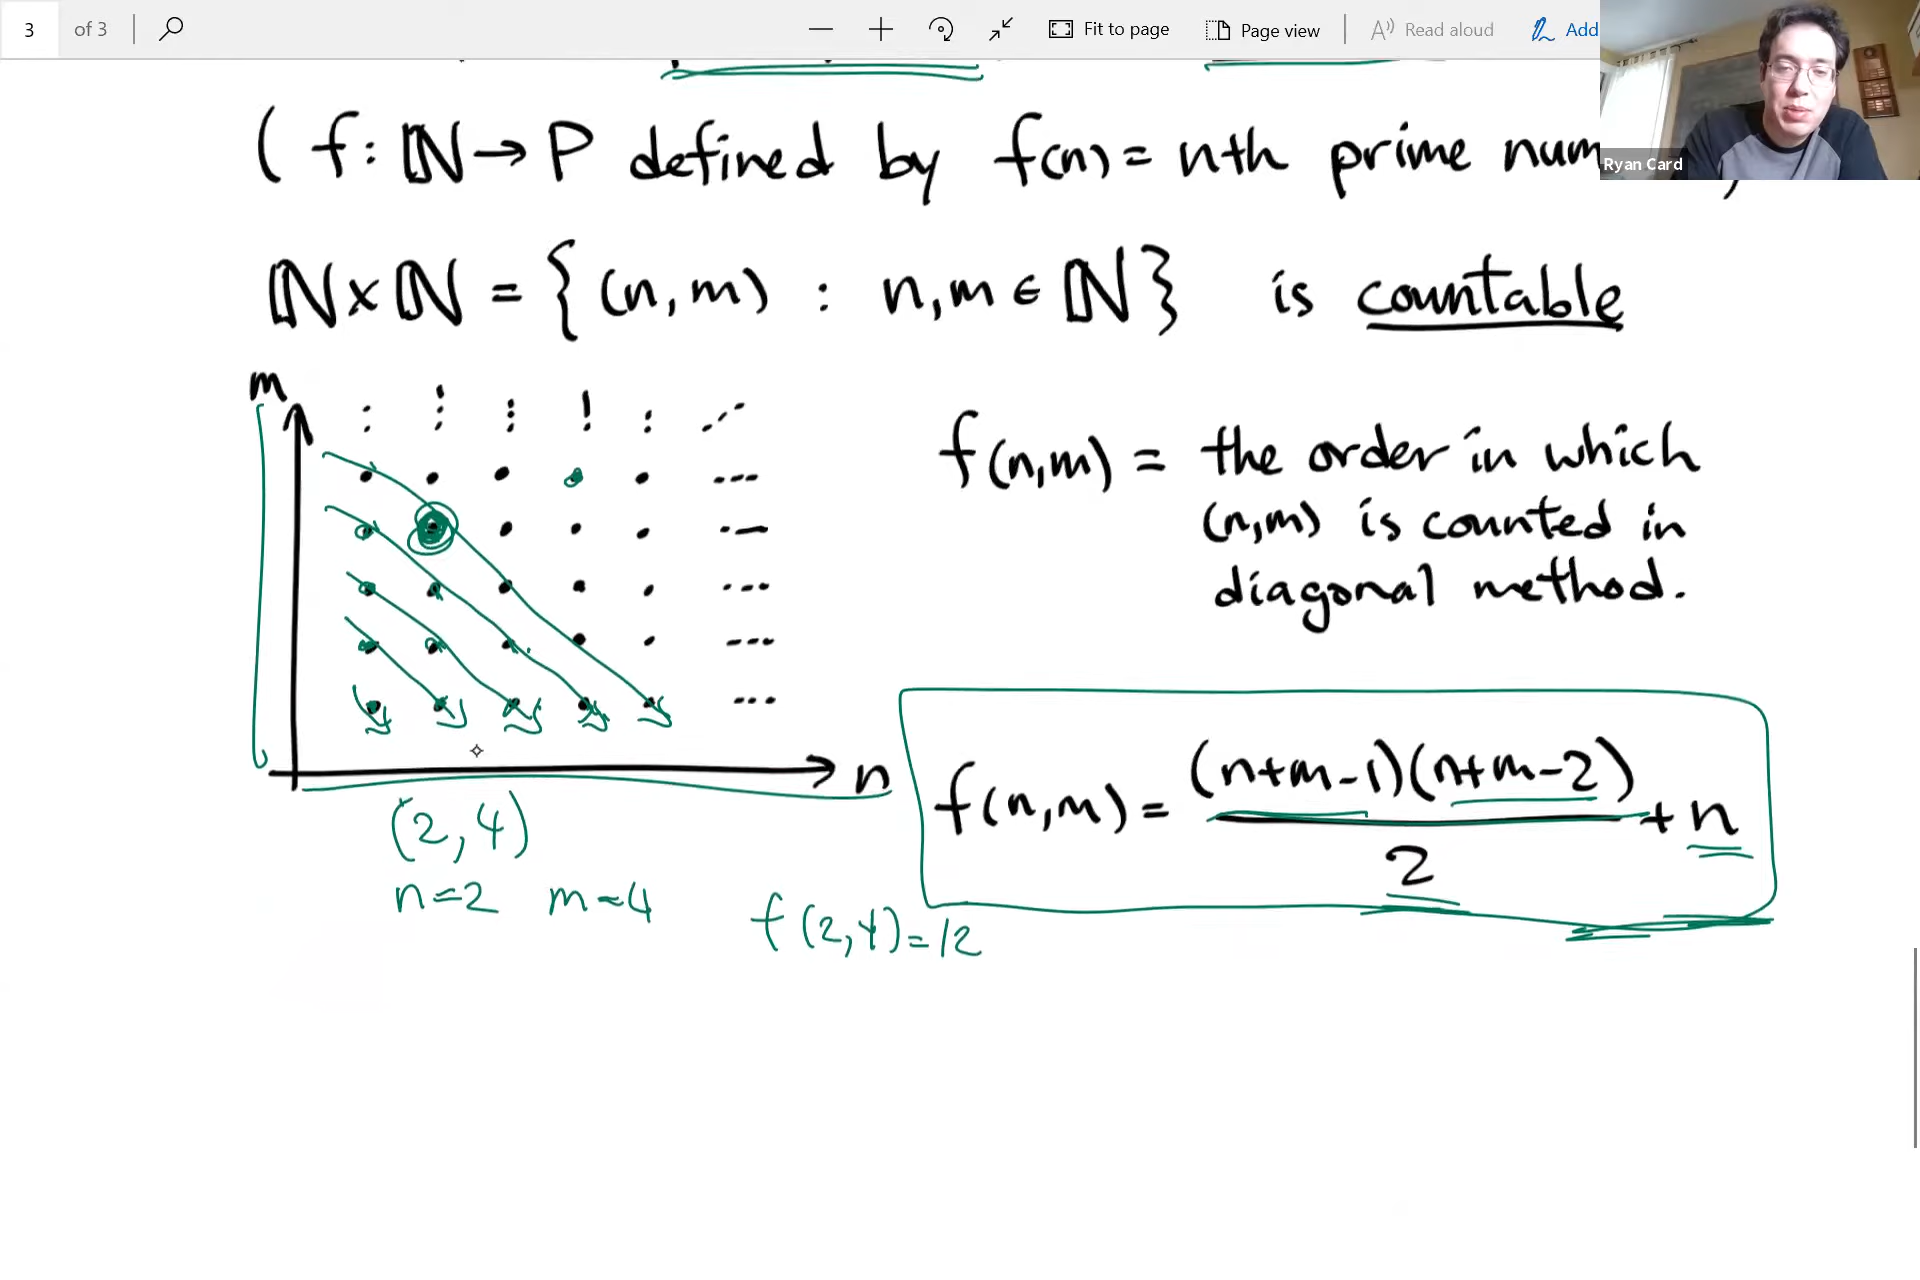 3 of 3 Fit to page Page view Read aloud Add
Ryan Card
( f: ℕ→P defined by f(n) = nth prime num
ℕ×ℕ = { (n,m) : n,m ∈ ℕ } is countable
m
f(n,m) = the order in which
(n,m) is counted in
diagonal method.
n
f(n,m) = (n+m-1)(n+m-2)/2 + n
(2,4)
n=2 m=4
f(2,4)=12